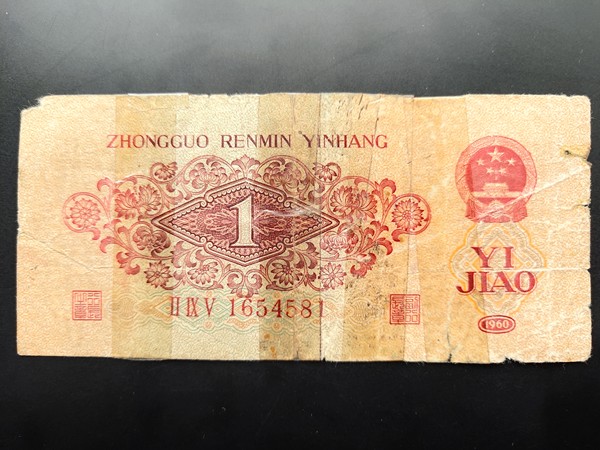 ZHONGGUO RENMIN YINHANG
1
YI
JIAO
II IX V 1654581
1960